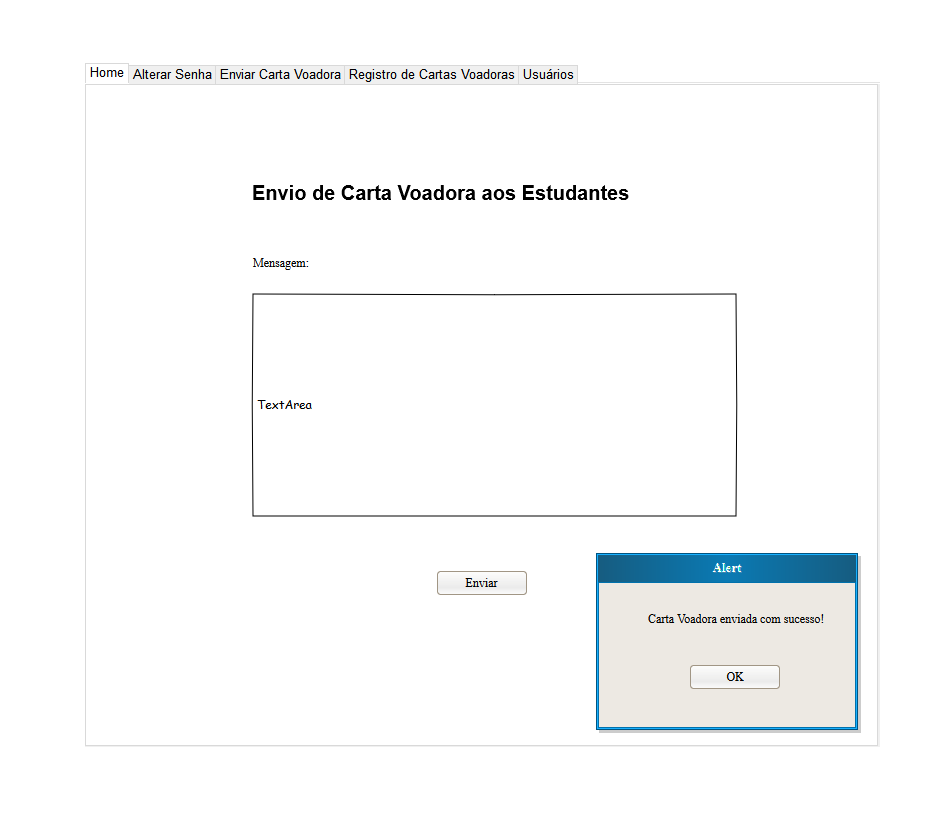 Home Alterar Senha Enviar Carta Voadora Registro de Cartas Voadoras Usuários
Envio de Carta Voadora aos Estudantes
Mensagem:
TextArea
Enviar
Alert
Carta Voadora enviada com sucesso!
OK